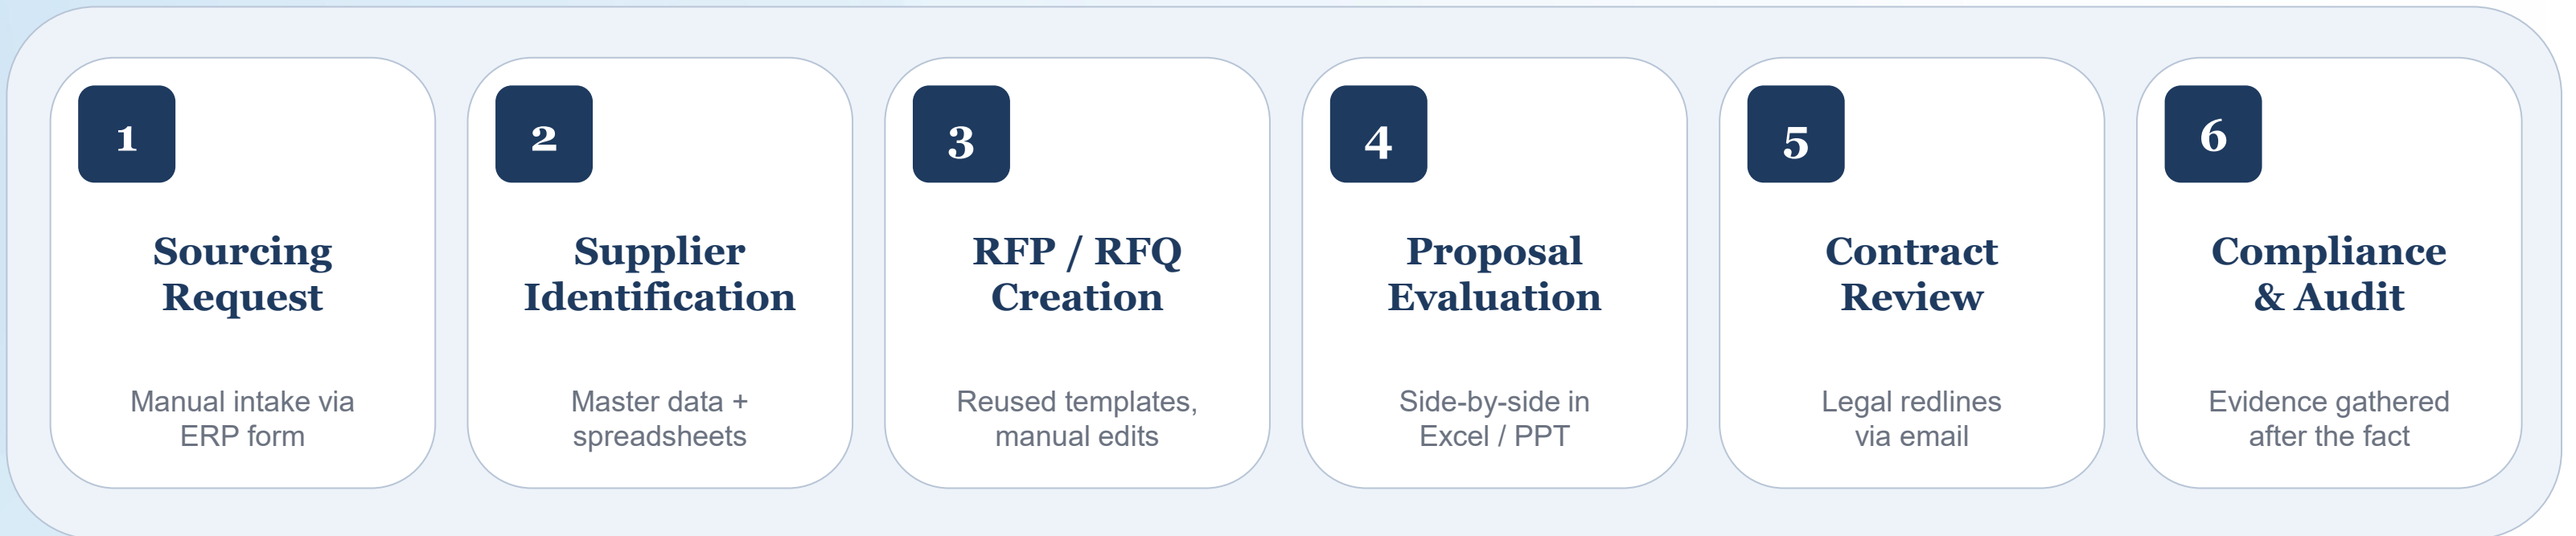 1
Sourcing
Request
Manual intake via
ERP form
2
Supplier
Identification
Master data +
spreadsheets
3
RFP / RFQ
Creation
Reused templates,
manual edits
4
Proposal
Evaluation
Side-by-side in
Excel / PPT
5
Contract
Review
Legal redlines
via email
6
Compliance
& Audit
Evidence gathered
after the fact